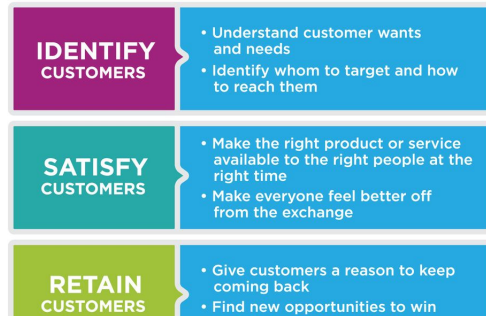 IDENTIFY
CUSTOMERS
• Understand customer wants
and needs
• Identify whom to target and how
to reach them
SATISFY
CUSTOMERS
• Make the right product or service
available to the right people at the
right time
• Make everyone feel better off
from the exchange
RETAIN
CUSTOMERS
• Give customers a reason to keep
coming back
• Find new opportunities to win